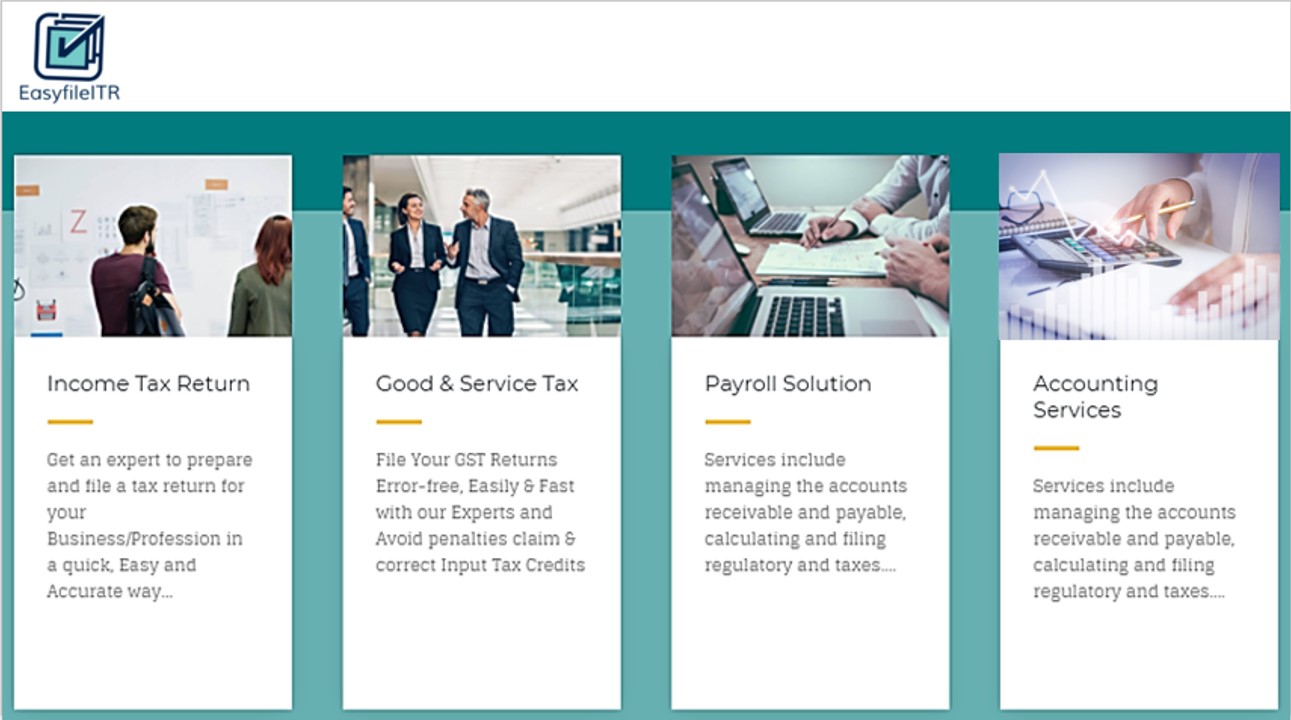 EasyfileITR
Z
Income Tax Return
Get an expert to prepare
and file a tax return for
your
Business/Profession in
a quick, Easy and
Accurate way...
Good & Service Tax
File Your GST Returns
Error-free, Easily & Fast
with our Experts and
Avoid penalties claim &
correct Input Tax Credits
Payroll Solution
Services include
managing the accounts
receivable and payable,
calculating and filing
regulatory and taxes....
Accounting
Services
Services include
managing the accounts
receivable and payable,
calculating and filing
regulatory and taxes....